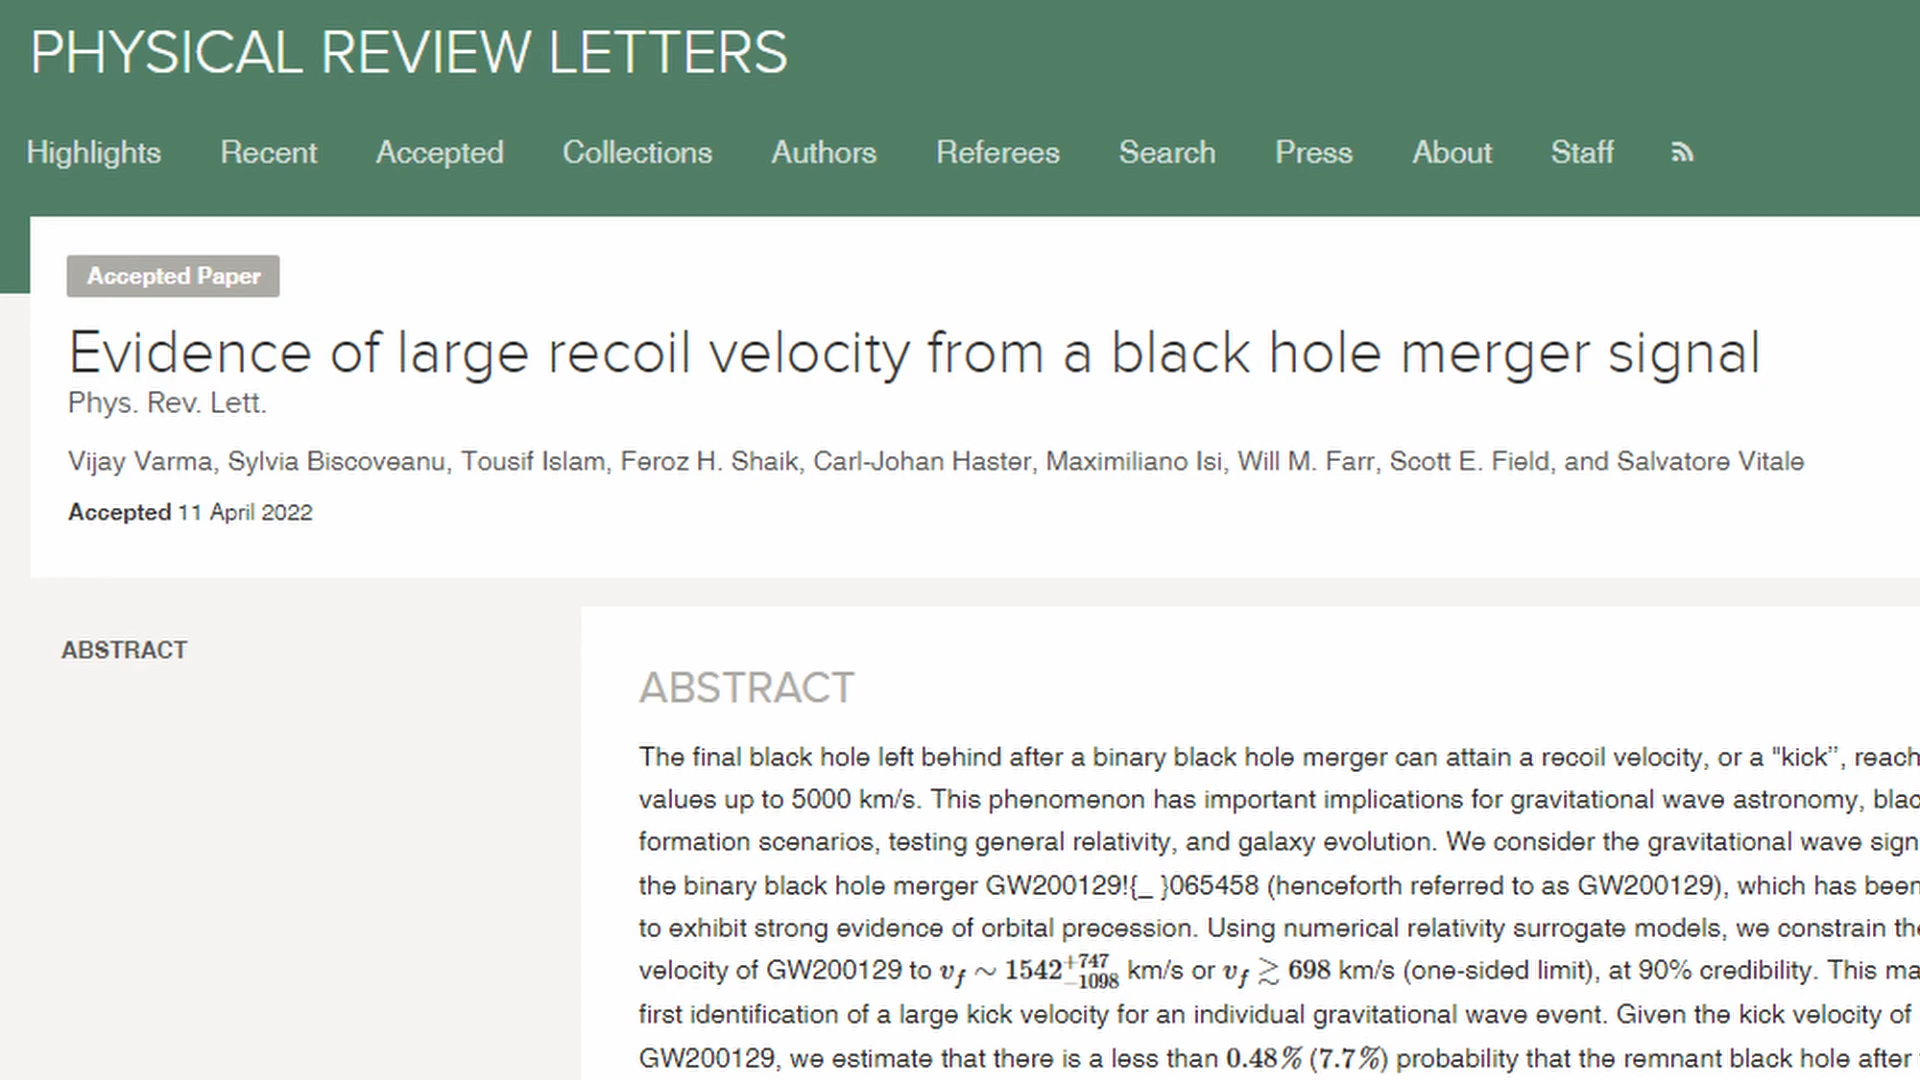 PHYSICAL REVIEW LETTERS
Highlights Recent Accepted Collections Authors Referees Search Press About Staff
Accepted Paper
Evidence of large recoil velocity from a black hole merger signal
Phys. Rev. Lett.
Vijay Varma, Sylvia Biscoveanu, Tousif Islam, Feroz H. Shaik, Carl-Johan Haster, Maximiliano Isi, Will M. Farr, Scott E. Field, and Salvatore Vitale
Accepted 11 April 2022
ABSTRACT
ABSTRACT
The final black hole left behind after a binary black hole merger can attain a recoil velocity, or a "kick”, reach
values up to 5000 km/s. This phenomenon has important implications for gravitational wave astronomy, blac
formation scenarios, testing general relativity, and galaxy evolution. We consider the gravitational wave sign
the binary black hole merger GW200129!{_ }065458 (henceforth referred to as GW200129), which has been
to exhibit strong evidence of orbital precession. Using numerical relativity surrogate models, we constrain the
velocity of GW200129 to v_f ∼ 1542^{+747}_{−1098} km/s or v_f ≳ 698 km/s (one-sided limit), at 90% credibility. This ma
first identification of a large kick velocity for an individual gravitational wave event. Given the kick velocity of
GW200129, we estimate that there is a less than 0.48% (7.7%) probability that the remnant black hole after